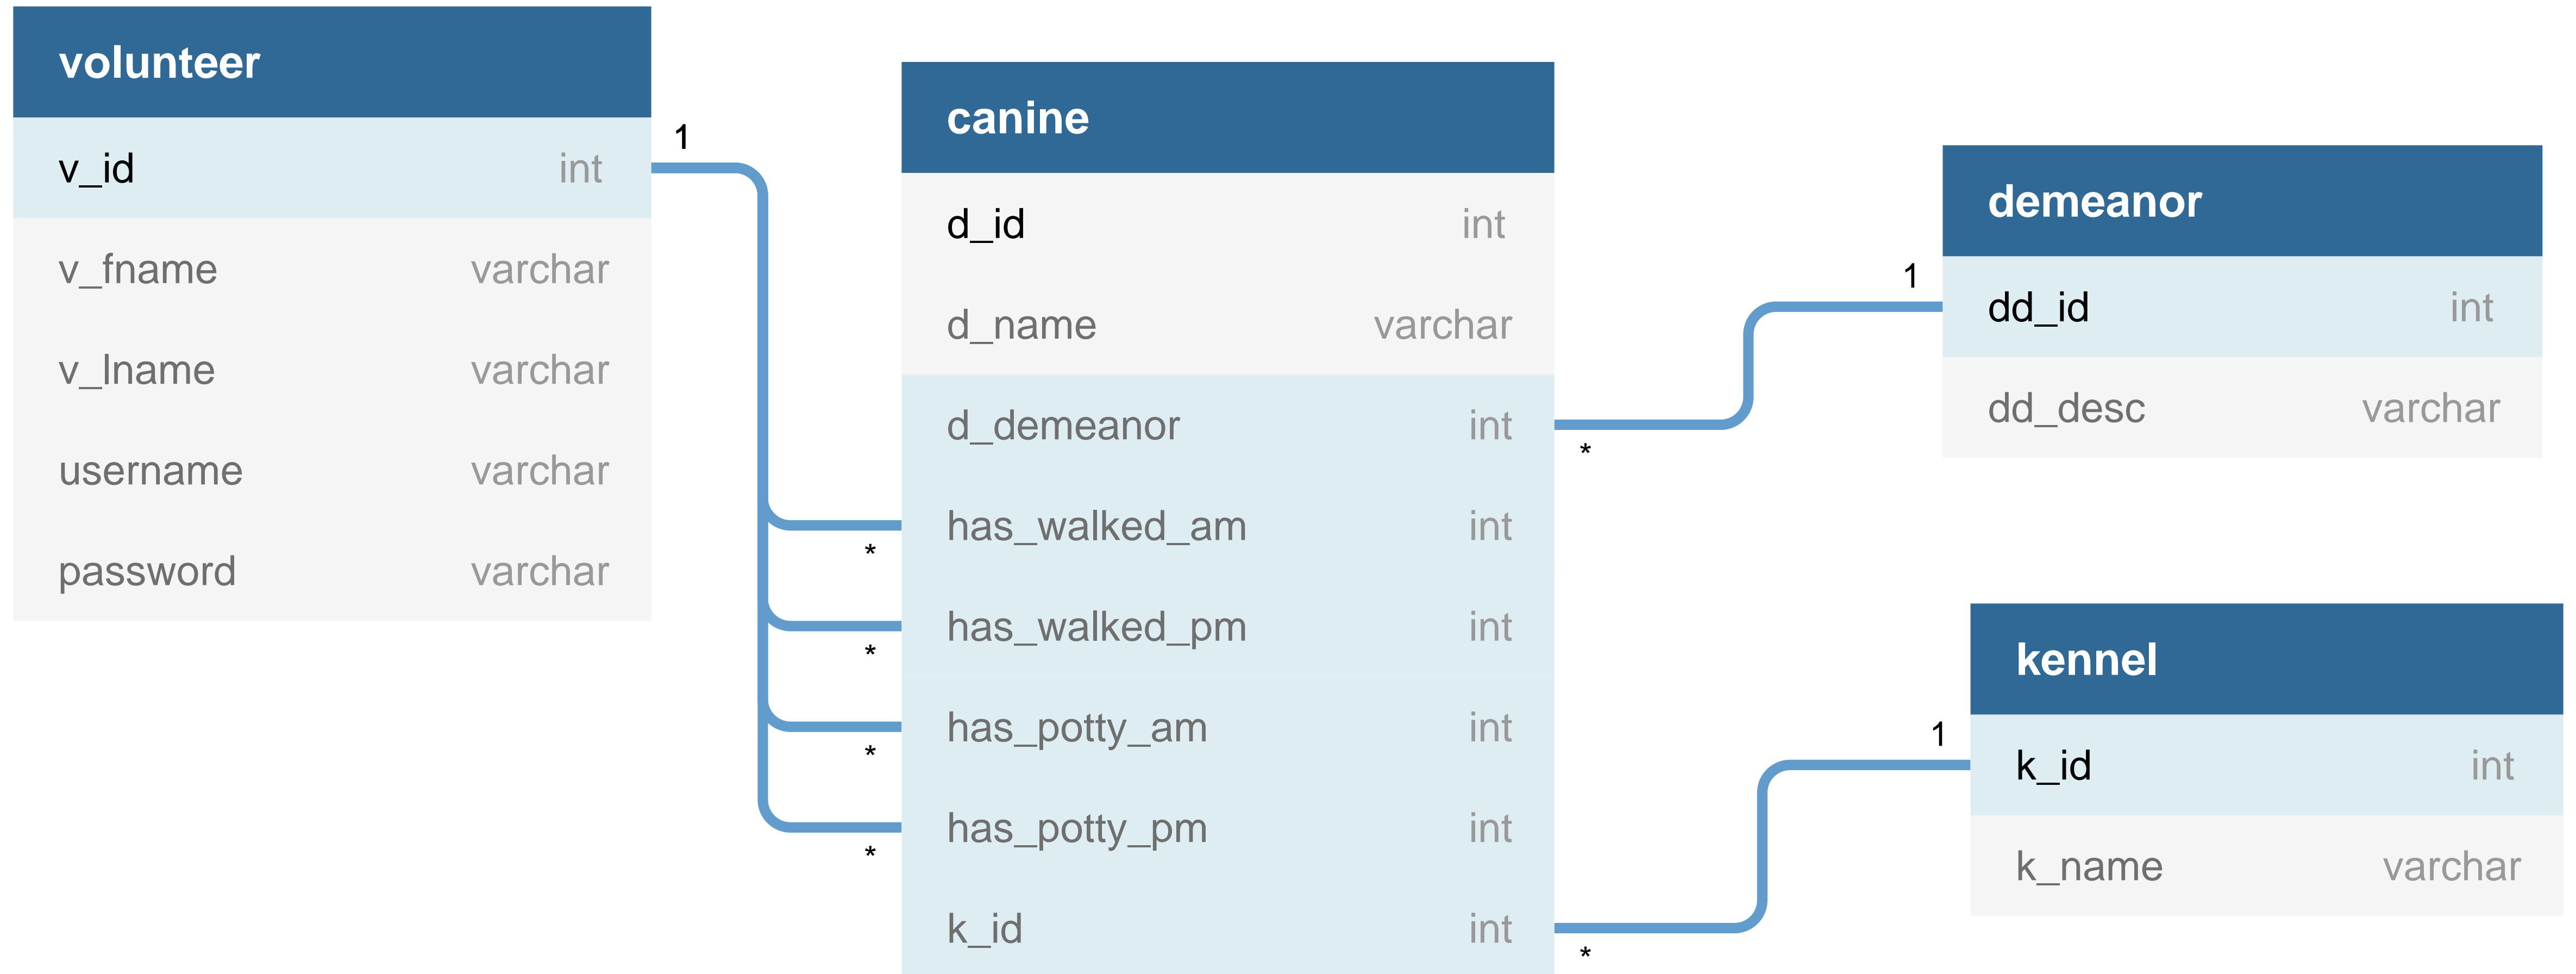 volunteer
v_id int
v_fname varchar
v_lname varchar
username varchar
password varchar
1
*
*
*
*
canine
d_id int
d_name varchar
d_demeanor int
has_walked_am int
has_walked_pm int
has_potty_am int
has_potty_pm int
k_id int
1
*
demeanor
dd_id int
dd_desc varchar
1
*
kennel
k_id int
k_name varchar